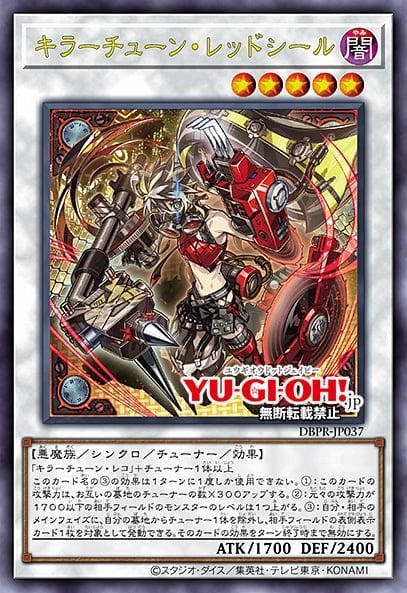 キラーチューン・レッドシール
闇
ユウギオウドットジェイピー
YU-GI-OH!.jp
無断転載禁止
DBPR-JP037
【悪魔族／シンクロ／チューナー／効果】
「キラーチューン・レコ」＋チューナー1体以上
このカード名の③の効果は1ターンに1度しか使用できない。①：このカードの
攻撃力は、お互いの墓地のチューナーの数×300アップする。②：元々の攻撃力が
1700以下の相手フィールドのモンスターのレベルは1つ上がる。③：自分・相手の
メインフェイズに、自分の墓地からチューナー1体を除外し、相手フィールドの表側表示
カード1枚を対象として発動できる。そのカードの効果をターン終了時まで無効にする。
ATK/1700 DEF/2400
©スタジオ・ダイス／集英社・テレビ東京・KONAMI